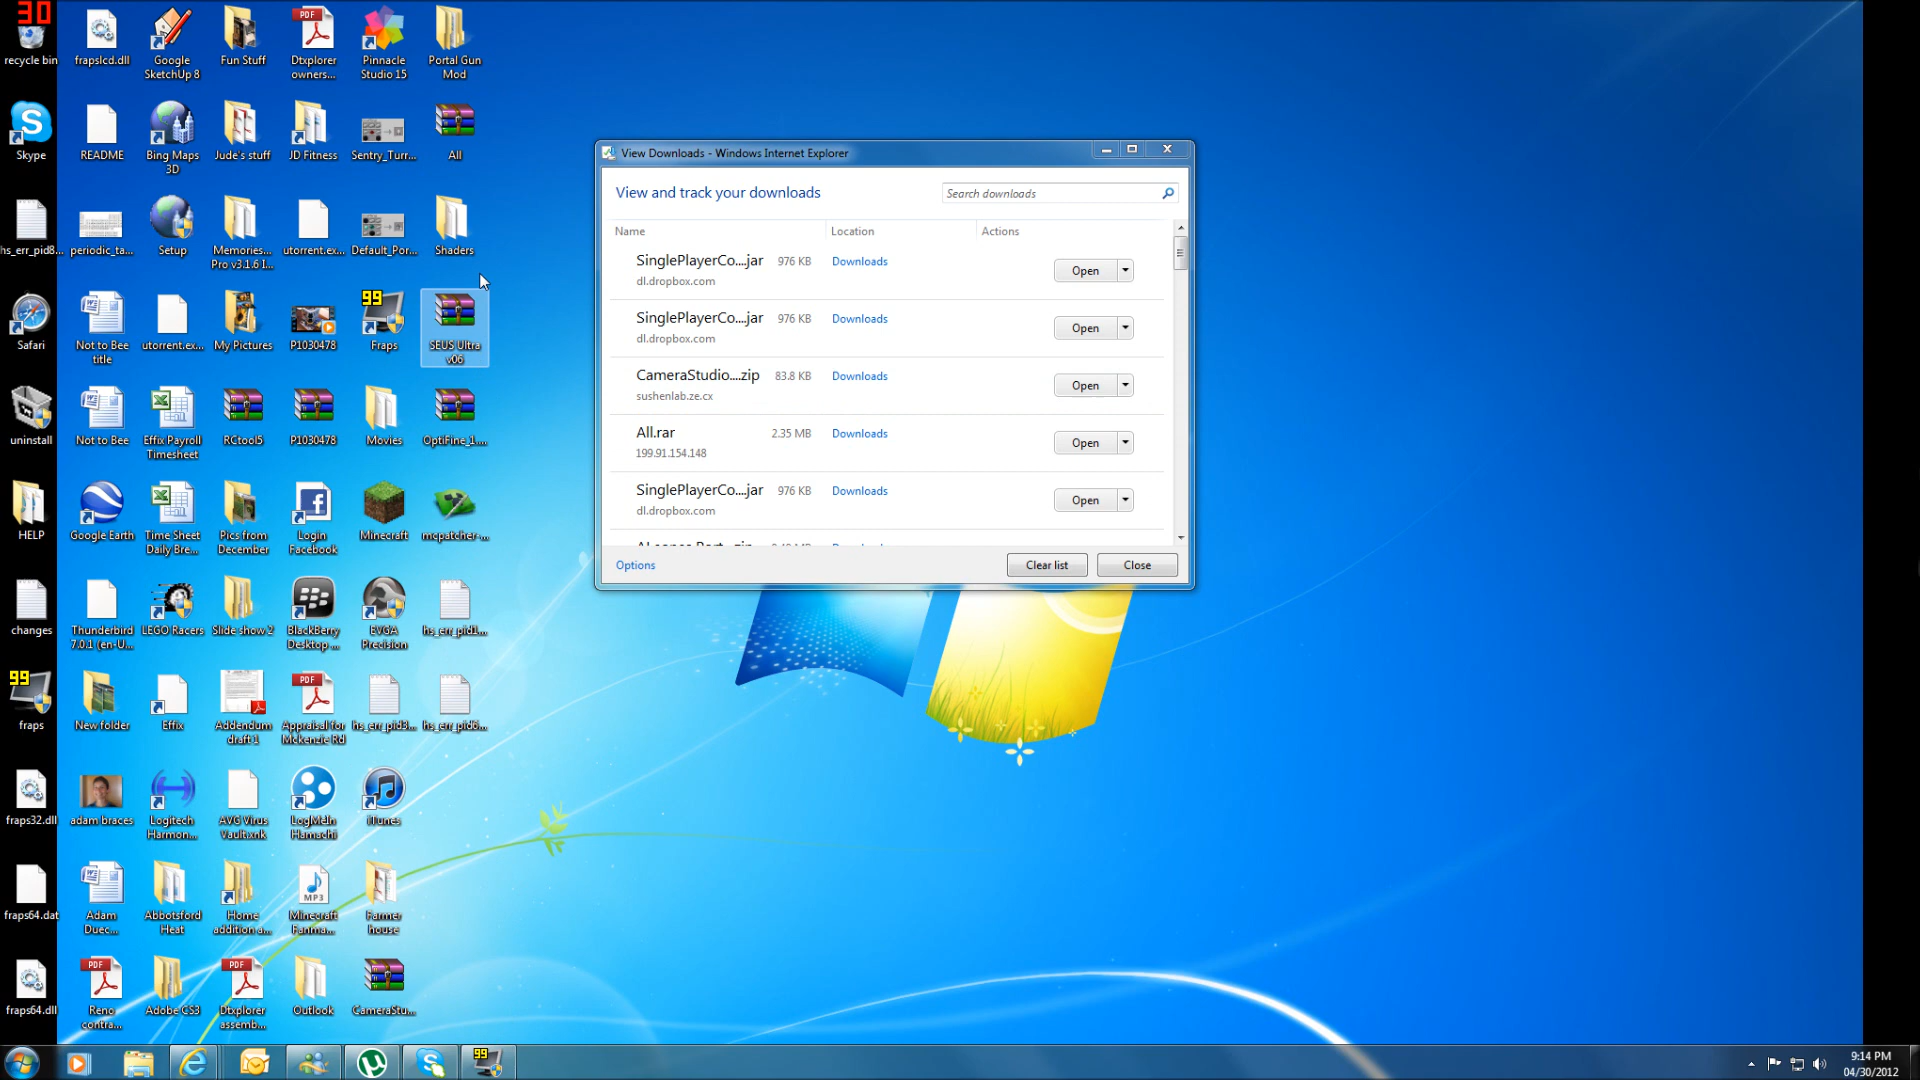 30
recycle bin
frapslcd.dll
Google
SketchUp 8
Fun Stuff
PDF
Dtxplorer
owners...
Pinnacle
Studio 15
Portal Gun
Mod
Skype
README
Bing Maps
3D
Jude's stuff
JD Fitness
Sentry_Turr...
All
hs_err_pid8...
periodic_ta...
Setup
Memories...
Pro v3.1.6 I...
utorrent.ex...
Default_Por...
Shaders
Safari
Not to Bee
title
utorrent.ex...
My Pictures
P1030478
99
Fraps
SEUS Ultra
v06
uninstall
Not to Bee
Effix Payroll
Timesheet
RCtool5
P1030478
Movies
OptiFine_1....
HELP
Google Earth
Time Sheet
Daily Bre...
Pics from
December
Login
Facebook
Minecraft
mcpatcher-...
changes
Thunderbird
7.0.1 (en-U...
LEGO Racers
Slide show 2
BlackBerry
Desktop ...
EVGA
Precision
hs_err_pid1...
99
fraps
New folder
Effix
Addendum
draft 1
PDF
Appraisal for
Mckenzie Rd
hs_err_pid3...
hs_err_pid6...
fraps32.dll
adam braces
Logitech
Harmon...
AVG Virus
Vault.xnk
LogMeIn
Hamachi
iTunes
fraps64.dat
Adam
Duec...
Abbotsford
Heat
Home
addition a...
MP3
Minecraft
Fanma...
Farmer
house
fraps64.dll
PDF
Reno
contra...
Adobe CS3
PDF
Dtxplorer
assemb...
Outlook
CameraStu...
View Downloads - Windows Internet Explorer
View and track your downloads
Search downloads
Name Location Actions
SinglePlayerCo....jar 976 KB Downloads Open
dl.dropbox.com
SinglePlayerCo....jar 976 KB Downloads Open
dl.dropbox.com
CameraStudio....zip 83.8 KB Downloads Open
sushenlab.ze.cx
All.rar 2.35 MB Downloads Open
199.91.154.148
SinglePlayerCo....jar 976 KB Downloads Open
dl.dropbox.com
Options Clear list Close
99
9:14 PM
04/30/2012